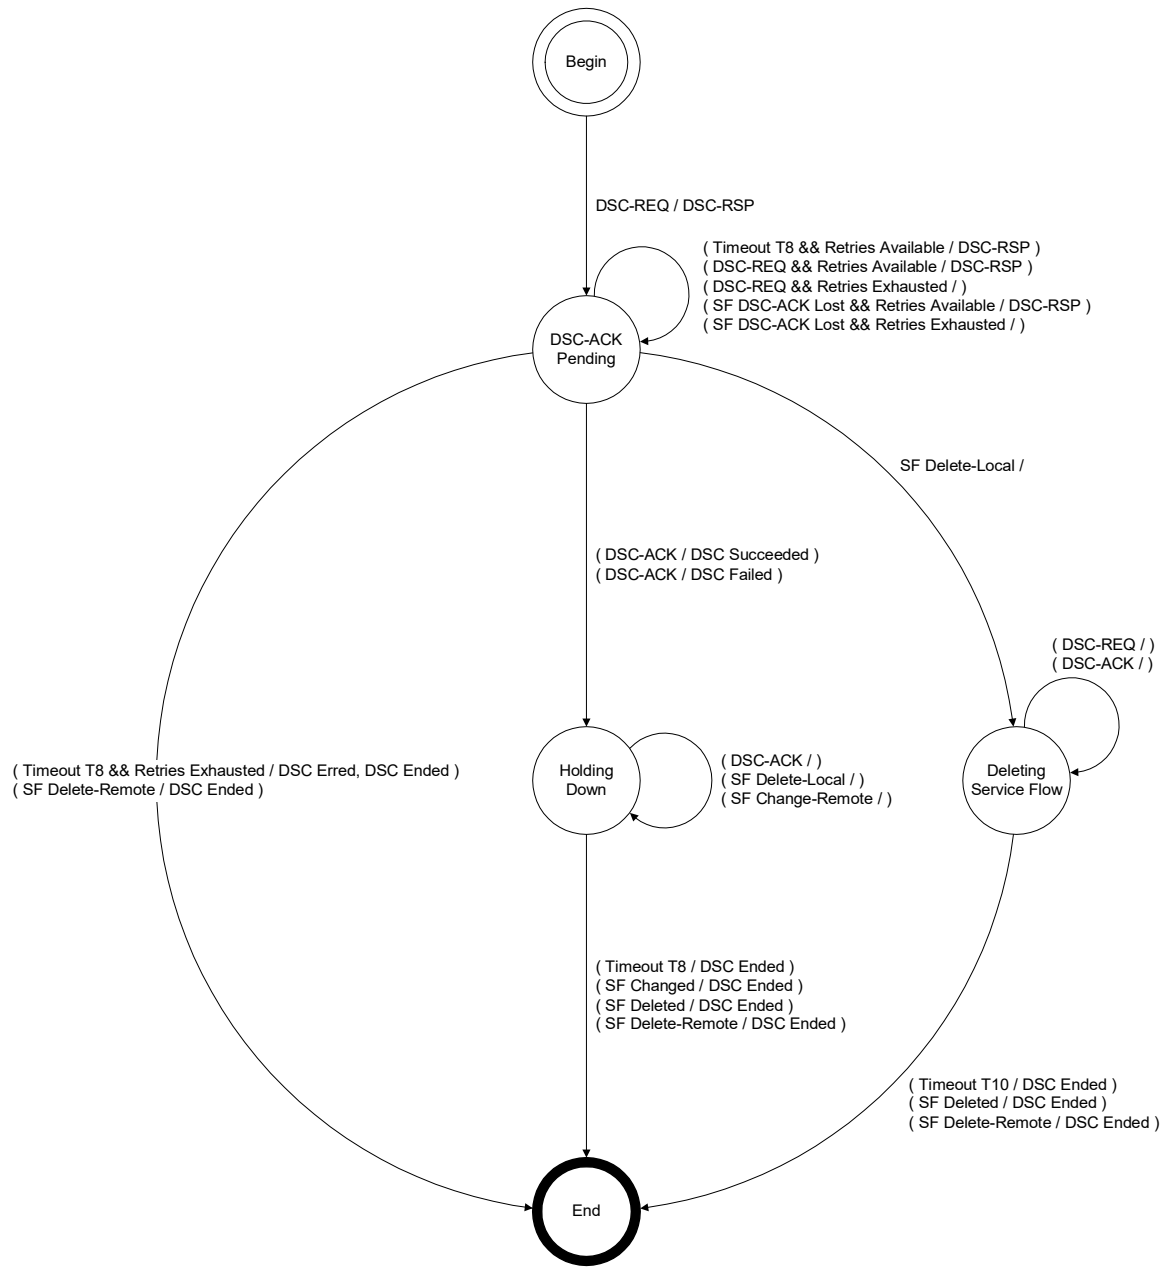 Begin
DSC-REQ / DSC-RSP
( Timeout T8 && Retries Available / DSC-RSP )
( DSC-REQ && Retries Available / DSC-RSP )
( DSC-REQ && Retries Exhausted / )
( SF DSC-ACK Lost && Retries Available / DSC-RSP )
( SF DSC-ACK Lost && Retries Exhausted / )
DSC-ACK
Pending
SF Delete-Local /
( DSC-ACK / DSC Succeeded )
( DSC-ACK / DSC Failed )
( DSC-REQ / )
( DSC-ACK / )
( Timeout T8 && Retries Exhausted / DSC Erred, DSC Ended )
( SF Delete-Remote / DSC Ended )
Holding
Down
( DSC-ACK / )
( SF Delete-Local / )
( SF Change-Remote / )
Deleting
Service Flow
( Timeout T8 / DSC Ended )
( SF Changed / DSC Ended )
( SF Deleted / DSC Ended )
( SF Delete-Remote / DSC Ended )
( Timeout T10 / DSC Ended )
( SF Deleted / DSC Ended )
( SF Delete-Remote / DSC Ended )
End